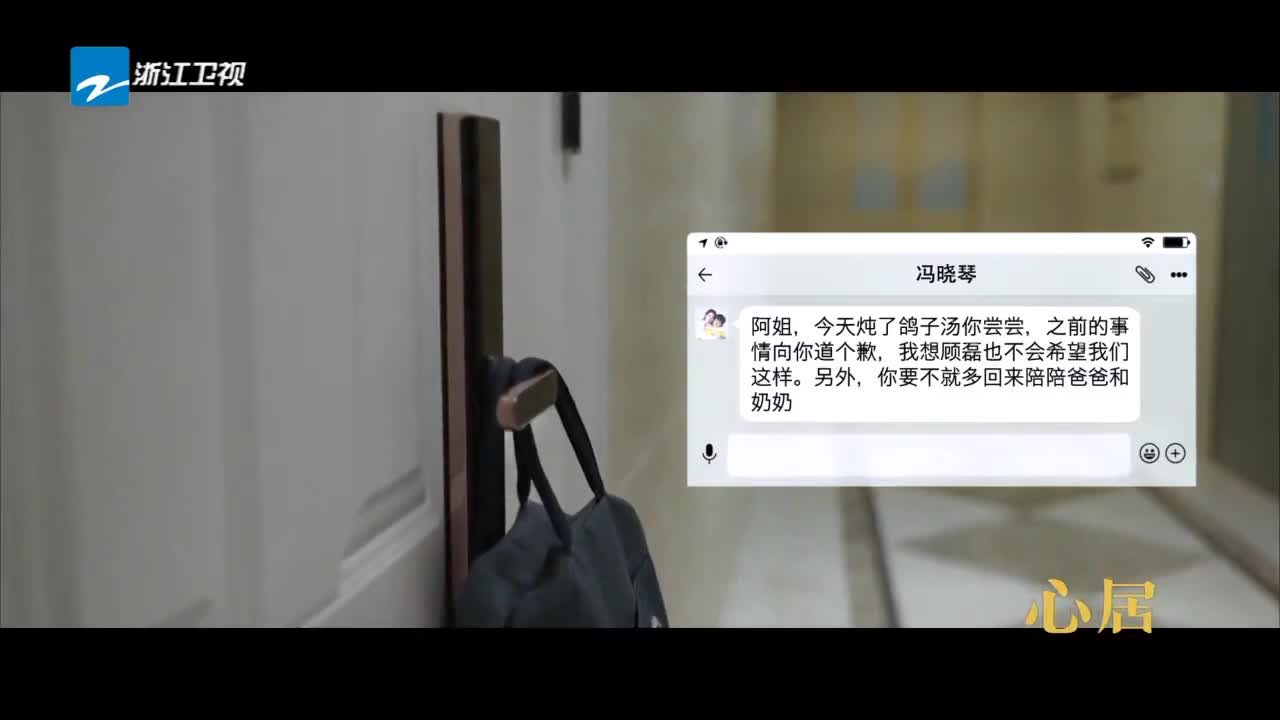 浙江卫视
冯晓琴
阿姐，今天炖了鸽子汤你尝尝，之前的事
情向你道个歉，我想顾磊也不会希望我们
这样。另外，你要不就多回来陪陪爸爸和
奶奶
心居